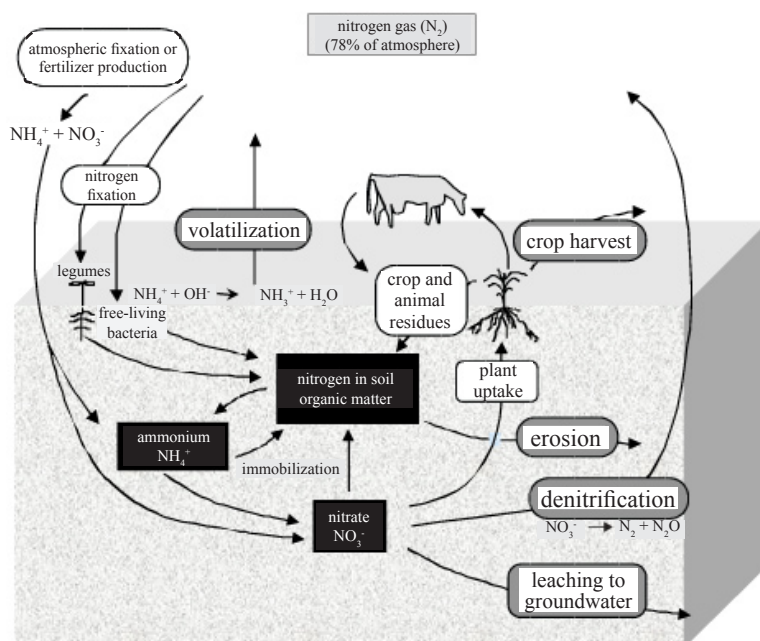 nitrogen gas (N₂)
(78% of atmosphere)
atmospheric fixation or
fertilizer production
NH₄⁺ + NO₃⁻
nitrogen
fixation
volatilization
crop harvest
legumes
NH₄⁺ + OH⁻ → NH₃⁺ + H₂O
free-living
bacteria
crop and
animal
residues
nitrogen in soil
organic matter
plant
uptake
ammonium
NH₄⁺
immobilization
erosion
nitrate
NO₃⁻
denitrification
NO₃⁻ → N₂ + N₂O
leaching to
groundwater